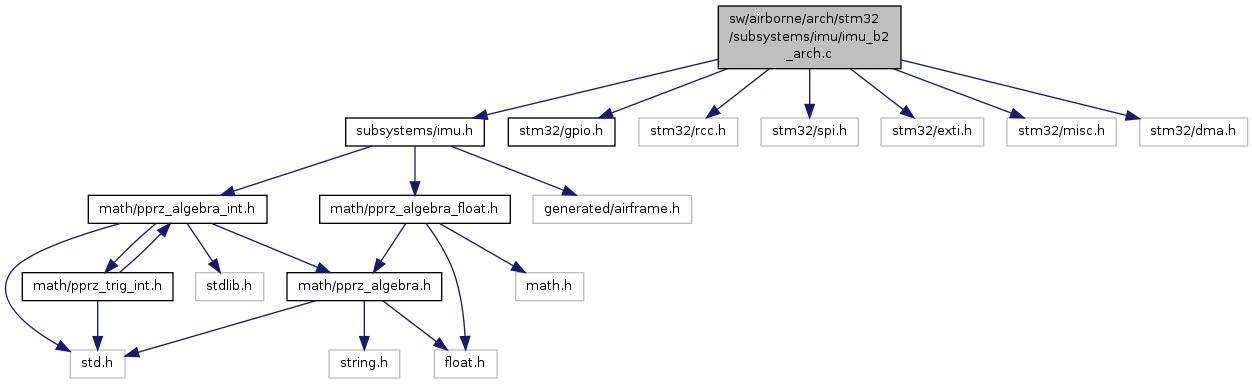 sw/airborne/arch/stm32
/subsystems/imu/imu_b2
_arch.c
subsystems/imu.h
stm32/gpio.h
stm32/rcc.h
stm32/spi.h
stm32/exti.h
stm32/misc.h
stm32/dma.h
math/pprz_algebra_int.h
math/pprz_algebra_float.h
generated/airframe.h
math/pprz_trig_int.h
stdlib.h
math/pprz_algebra.h
math.h
std.h
string.h
float.h